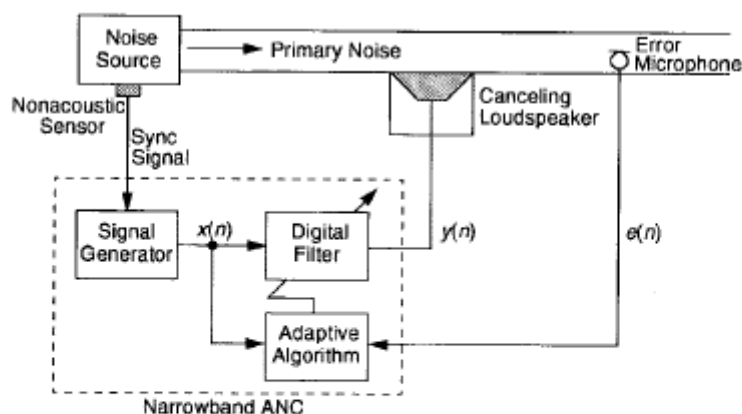 Noise
Source
Primary Noise
Error
Microphone
Nonacoustic
Sensor
Canceling
Loudspeaker
Sync
Signal
Signal
Generator
x(n)
Digital
Filter
y(n)
e(n)
Adaptive
Algorithm
Narrowband ANC